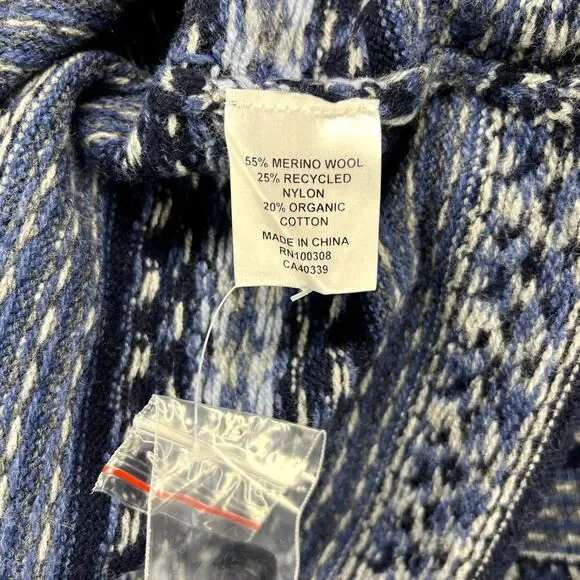 55% MERINO WOOL
25% RECYCLED
NYLON
20% ORGANIC
COTTON
MADE IN CHINA
RN100308
CA40339